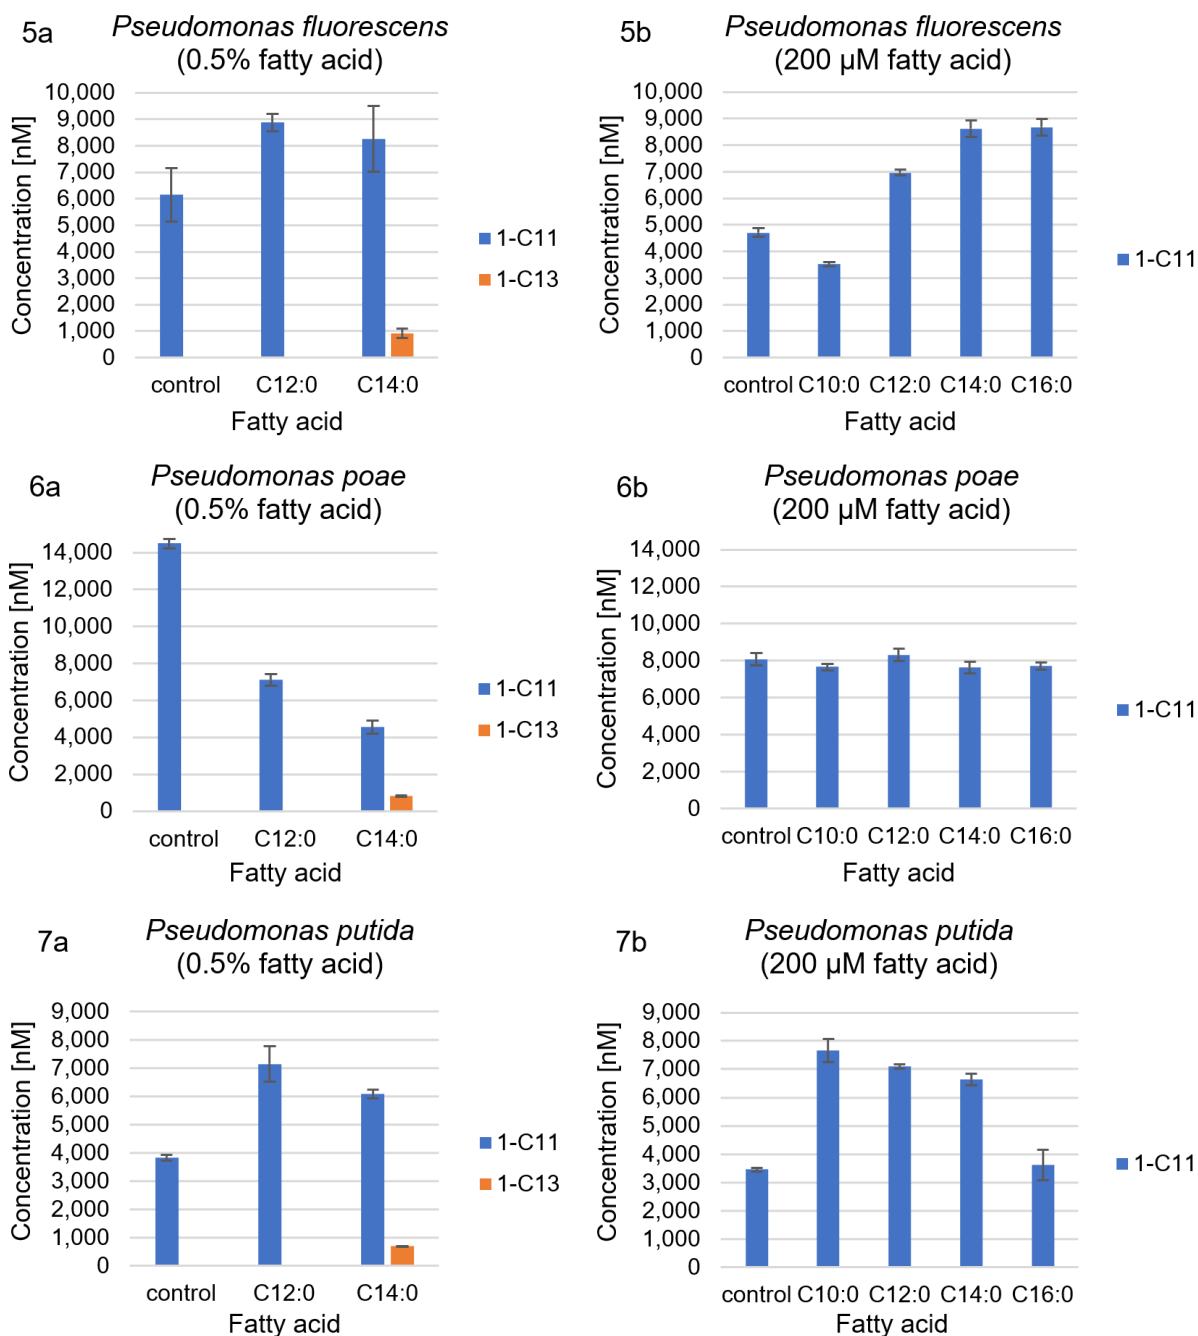 5a
Pseudomonas fluorescens
(0.5% fatty acid)
Concentration [nM]
10,000
9,000
8,000
7,000
6,000
5,000
4,000
3,000
2,000
1,000
0
control C12:0 C14:0
Fatty acid
1-C11
1-C13
5b
Pseudomonas fluorescens
(200 µM fatty acid)
Concentration [nM]
10,000
9,000
8,000
7,000
6,000
5,000
4,000
3,000
2,000
1,000
0
control C10:0 C12:0 C14:0 C16:0
Fatty acid
1-C11
6a
Pseudomonas poae
(0.5% fatty acid)
Concentration [nM]
14,000
12,000
10,000
8,000
6,000
4,000
2,000
0
control C12:0 C14:0
Fatty acid
1-C11
1-C13
6b
Pseudomonas poae
(200 µM fatty acid)
Concentration [nM]
14,000
12,000
10,000
8,000
6,000
4,000
2,000
0
control C10:0 C12:0 C14:0 C16:0
Fatty acid
1-C11
7a
Pseudomonas putida
(0.5% fatty acid)
Concentration [nM]
9,000
8,000
7,000
6,000
5,000
4,000
3,000
2,000
1,000
0
control C12:0 C14:0
Fatty acid
1-C11
1-C13
7b
Pseudomonas putida
(200 µM fatty acid)
Concentration [nM]
9,000
8,000
7,000
6,000
5,000
4,000
3,000
2,000
1,000
0
control C10:0 C12:0 C14:0 C16:0
Fatty acid
1-C11